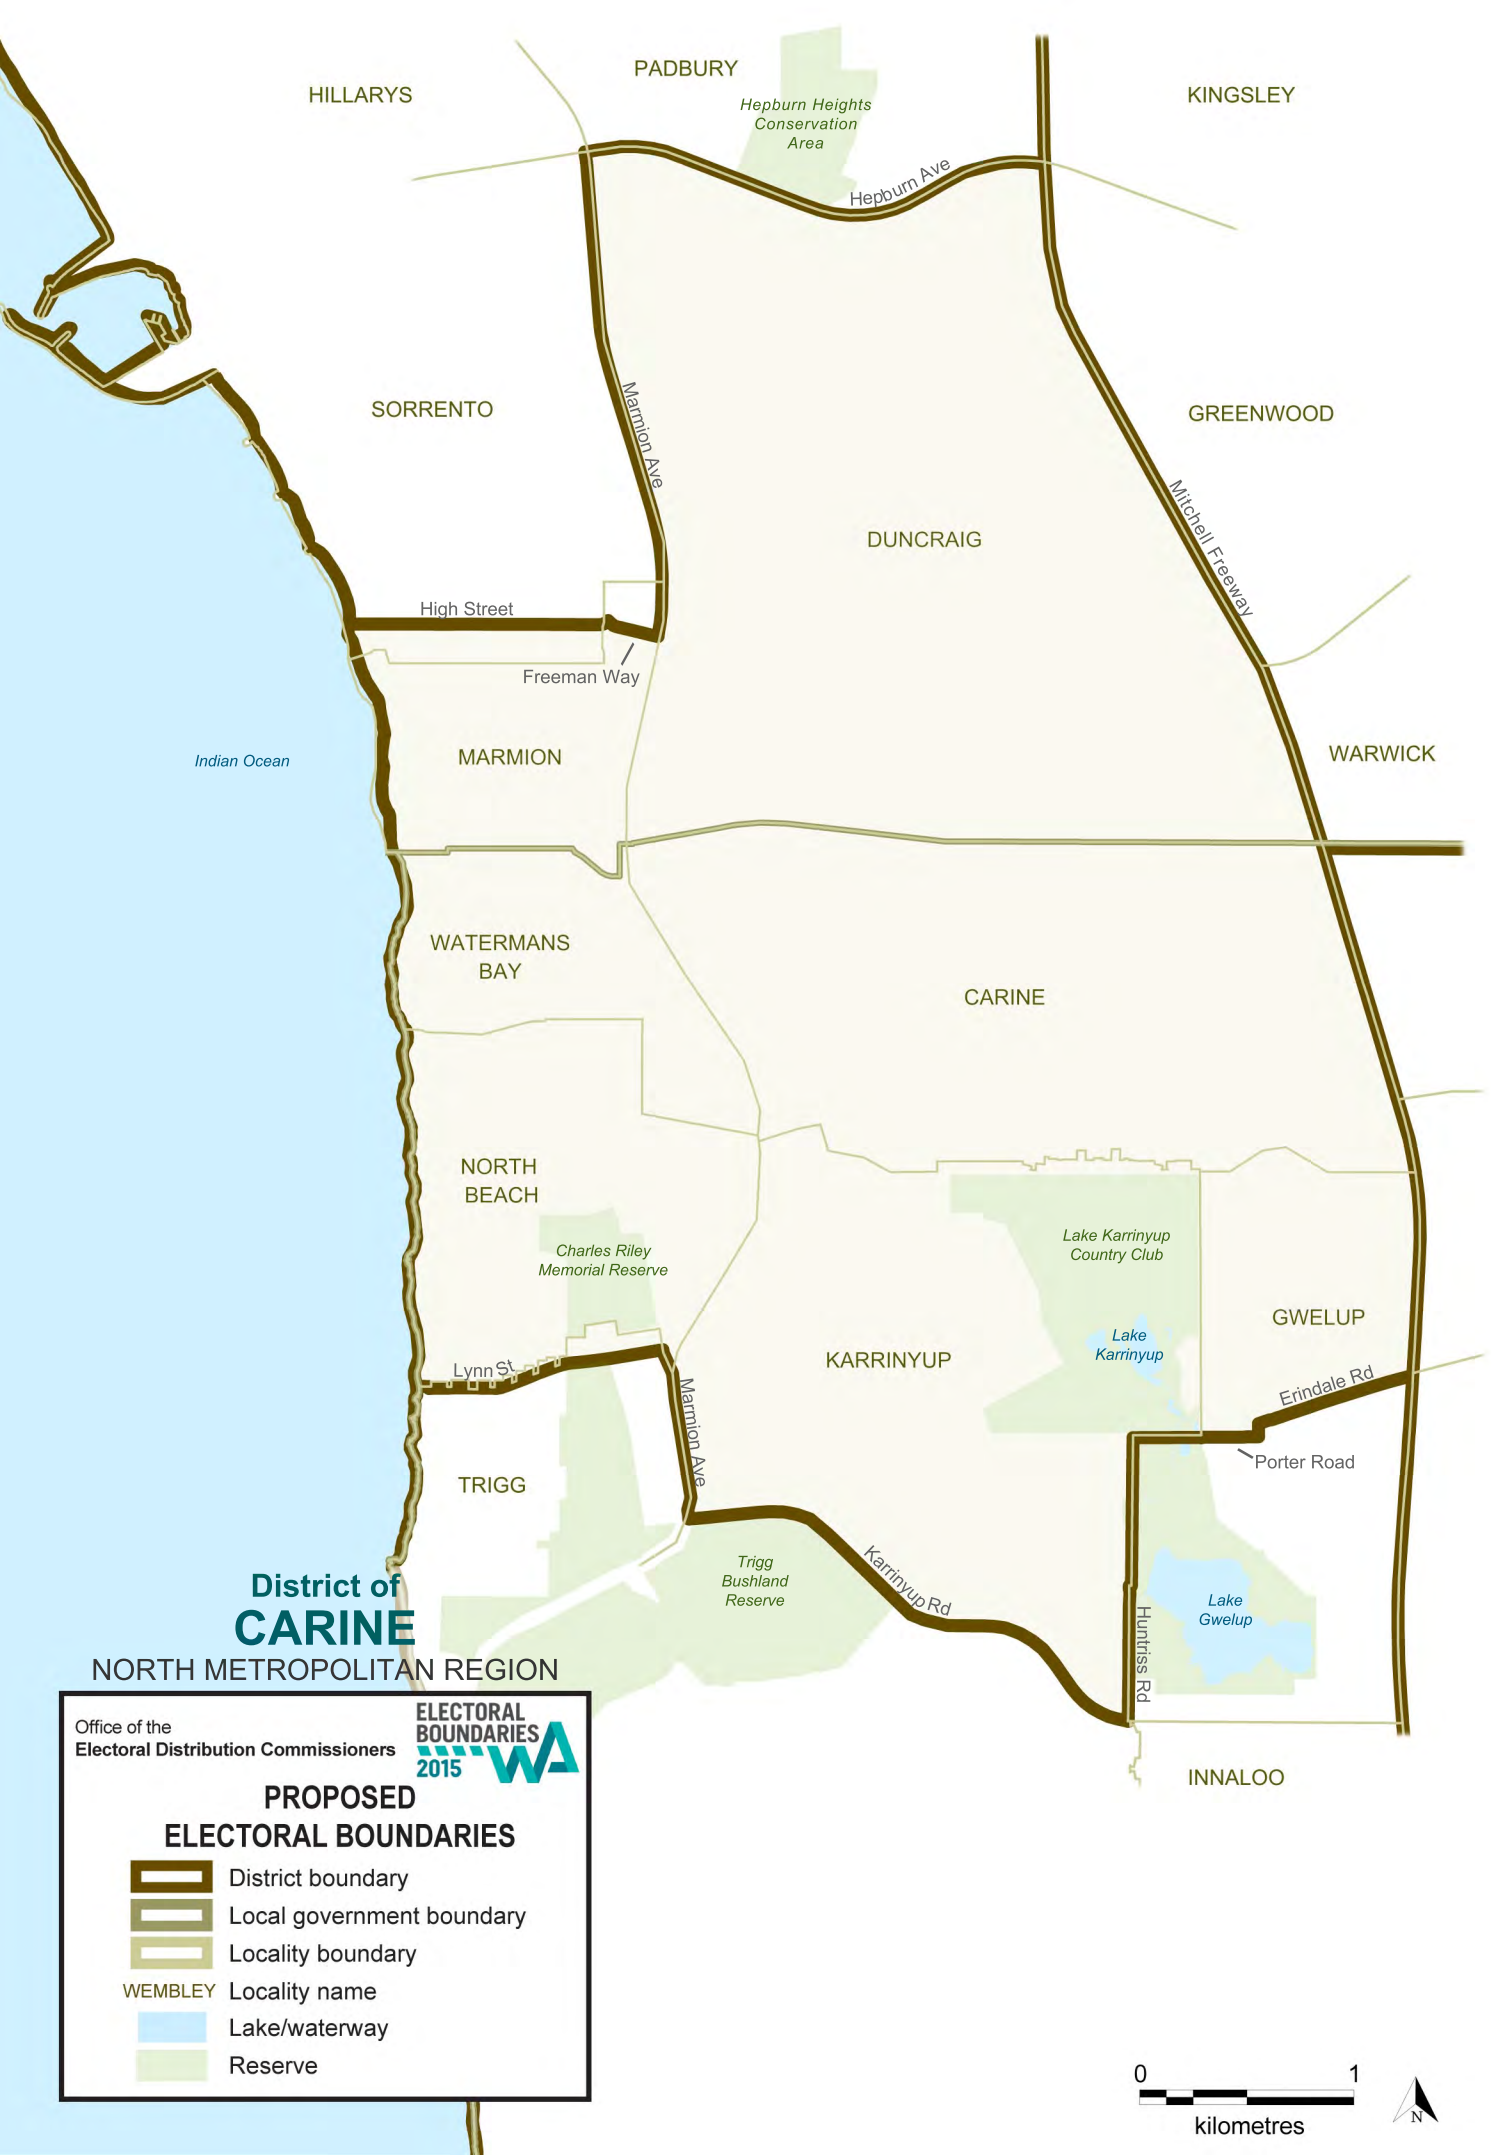 PADBURY
HILLARYS
KINGSLEY
Hepburn Heights
Conservation
Area
Hepburn Ave
SORRENTO
Marmion Ave
GREENWOOD
Mitchell Freeway
DUNCRAIG
High Street
Freeman Way
Indian Ocean
MARMION
WARWICK
WATERMANS
BAY
CARINE
NORTH
BEACH
Charles Riley
Memorial Reserve
Lake Karrinyup
Country Club
Lake
Karrinyup
GWELUP
KARRINYUP
Lynn St
Erindale Rd
Marmion Ave
Porter Road
TRIGG
Trigg
Bushland
Reserve
Karrinyup Rd
Lake
Gwelup
Huntriss Rd
INNALOO
District of
CARINE
NORTH METROPOLITAN REGION
Office of the
Electoral Distribution Commissioners
ELECTORAL
BOUNDARIES
2015 WA
PROPOSED
ELECTORAL BOUNDARIES
District boundary
Local government boundary
Locality boundary
WEMBLEY Locality name
Lake/waterway
Reserve
0 1
kilometres
N